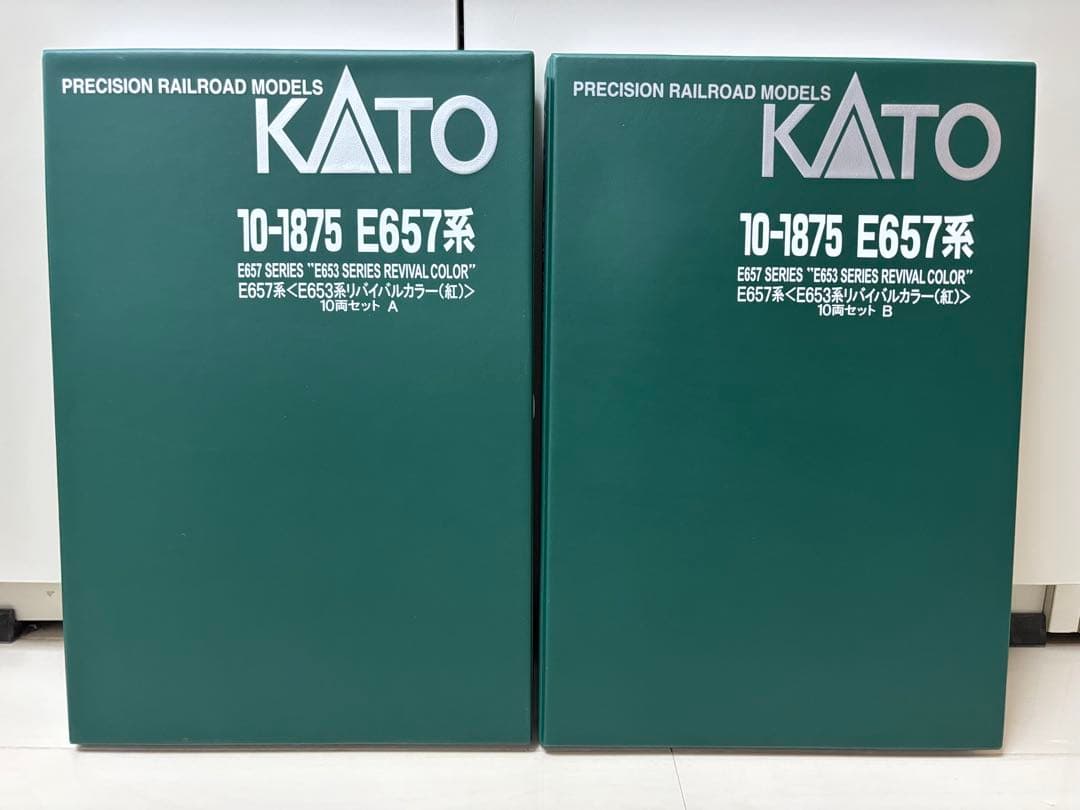 PRECISION RAILROAD MODELS
KATO
10-1875 E657系
E657 SERIES "E653 SERIES REVIVAL COLOR"
E657系<E653系リバイバルカラー(紅)>
10両セット A
PRECISION RAILROAD MODELS
KATO
10-1875 E657系
E657 SERIES "E653 SERIES REVIVAL COLOR"
E657系<E653系リバイバルカラー(紅)>
10両セット B